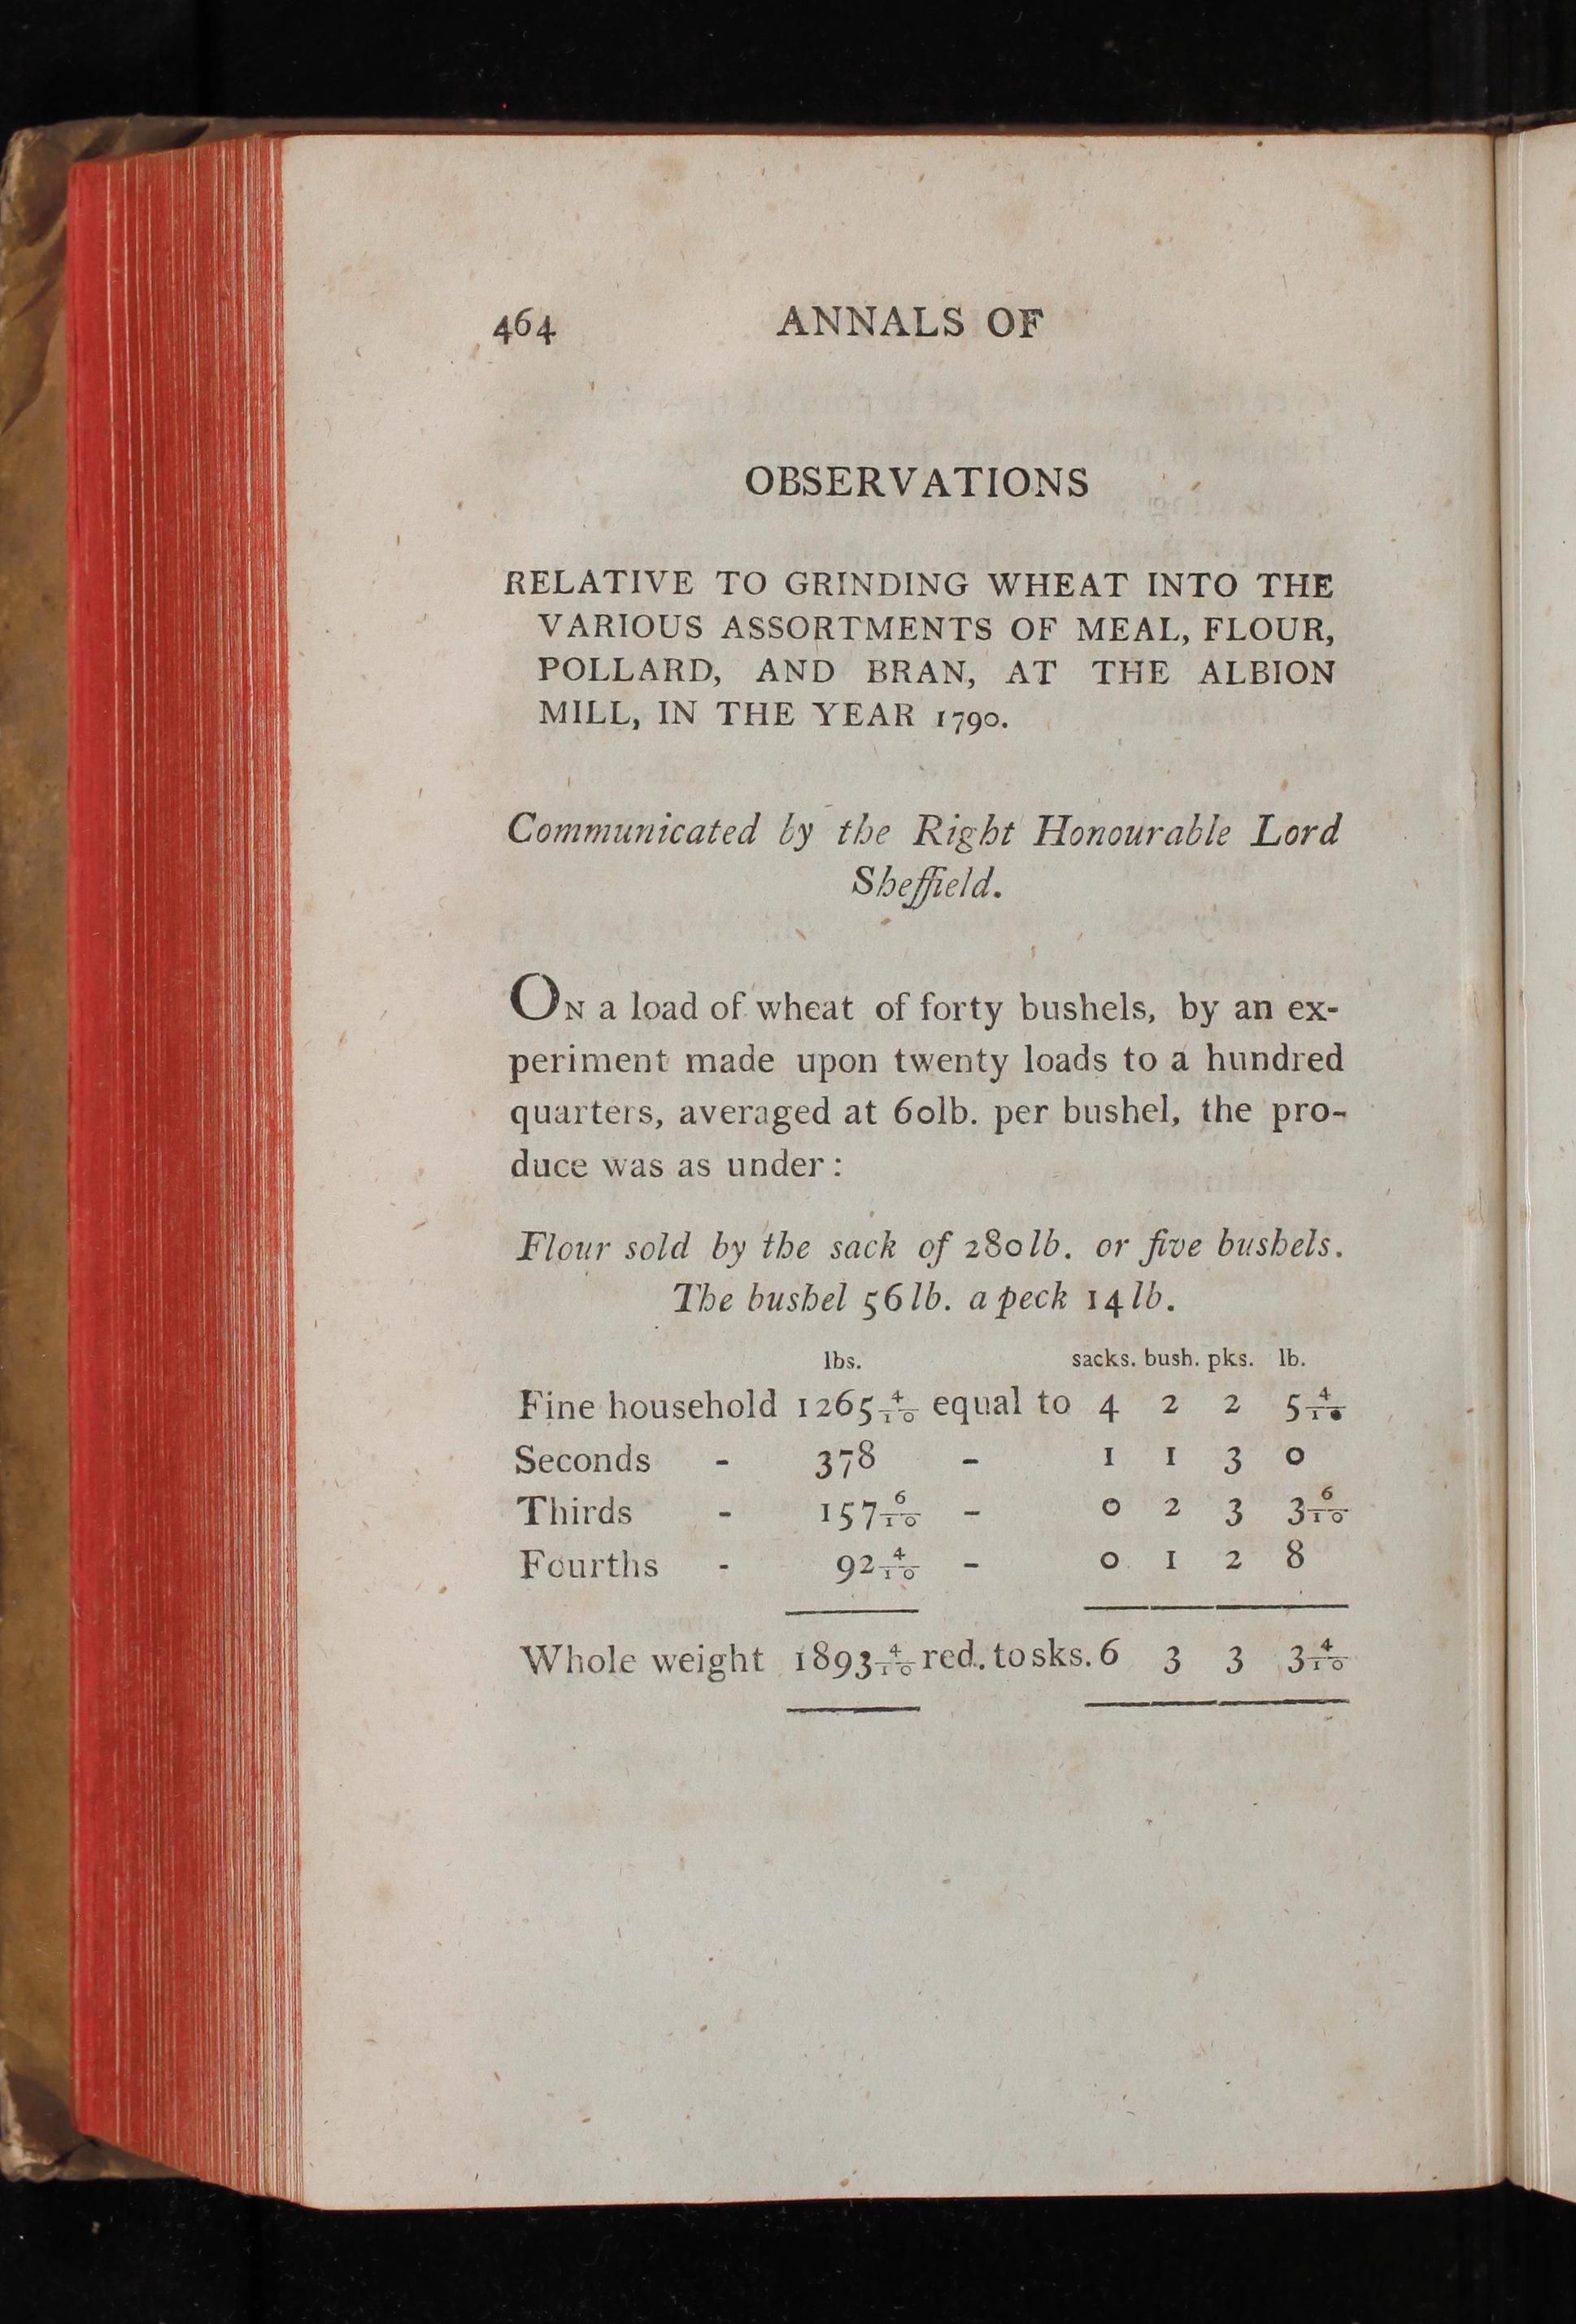 464 ANNALS OF
OBSERVATIONS
RELATIVE TO GRINDING WHEAT INTO THE
VARIOUS ASSORTMENTS OF MEAL, FLOUR,
POLLARD, AND BRAN, AT THE ALBION
MILL, IN THE YEAR 1790.
Communicated by the Right Honourable Lord
Sheffield.
ON a load of wheat of forty bushels, by an ex-
periment made upon twenty loads to a hundred
quarters, averaged at 60lb. per bushel, the pro-
duce was as under:
Flour sold by the sack of 280lb. or five bushels.
The bushel 56lb. a peck 14lb.
lbs. sacks. bush. pks. lb.
Fine household 1265 4/10 equal to 4 2 2 5 4/10
Seconds - 378 - 1 1 3 0
Thirds - 157 6/10 - 0 2 3 3 6/10
Fourths - 92 4/10 - 0 1 2 8
Whole weight 1893 4/10 red. to sks. 6 3 3 3 4/10